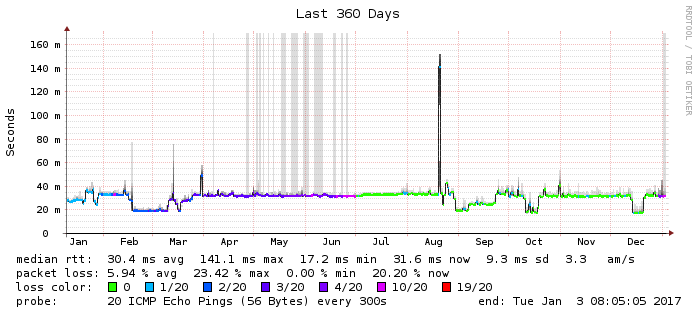 Last 360 Days
RRDTOOL / TOBI OETIKER
Seconds
160 m
140 m
120 m
100 m
80 m
60 m
40 m
20 m
0
Jan Feb Mar Apr May Jun Jul Aug Sep Oct Nov Dec
median rtt: 30.4 ms avg 141.1 ms max 17.2 ms min 31.6 ms now 9.3 ms sd 3.3 am/s
packet loss: 5.94 % avg 23.42 % max 0.00 % min 20.20 % now
loss color: 0 1/20 2/20 3/20 4/20 10/20 19/20
probe: 20 ICMP Echo Pings (56 Bytes) every 300s end: Tue Jan 3 08:05:05 2017